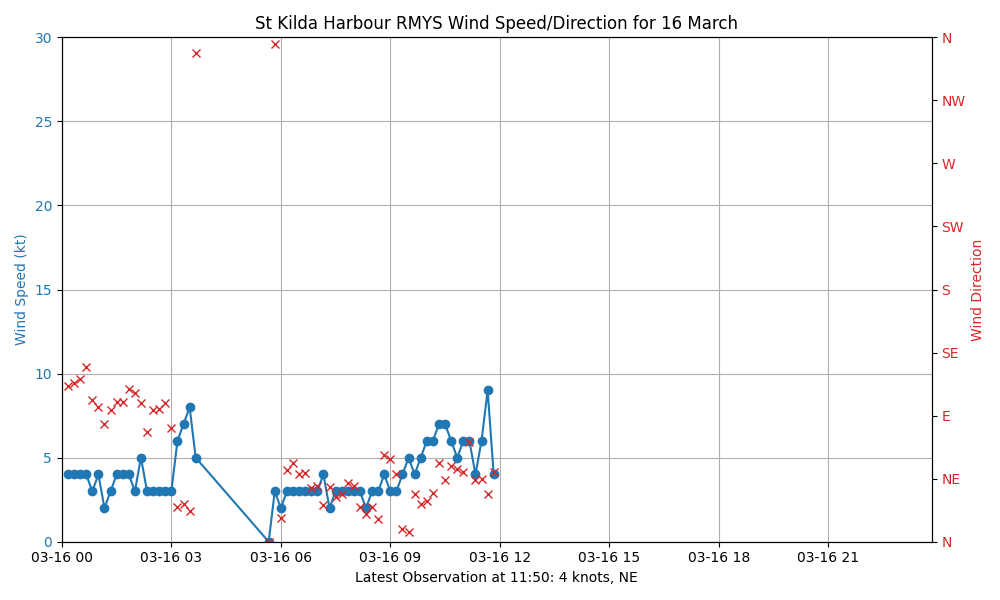 St Kilda Harbour RMYS Wind Speed/Direction for 16 March
30
25
20
15
10
5
0
Wind Speed (kt)
N
NW
W
SW
S
SE
E
NE
N
Wind Direction
03-16 00
03-16 03
03-16 06
03-16 09
03-16 12
03-16 15
03-16 18
03-16 21
Latest Observation at 11:50: 4 knots, NE